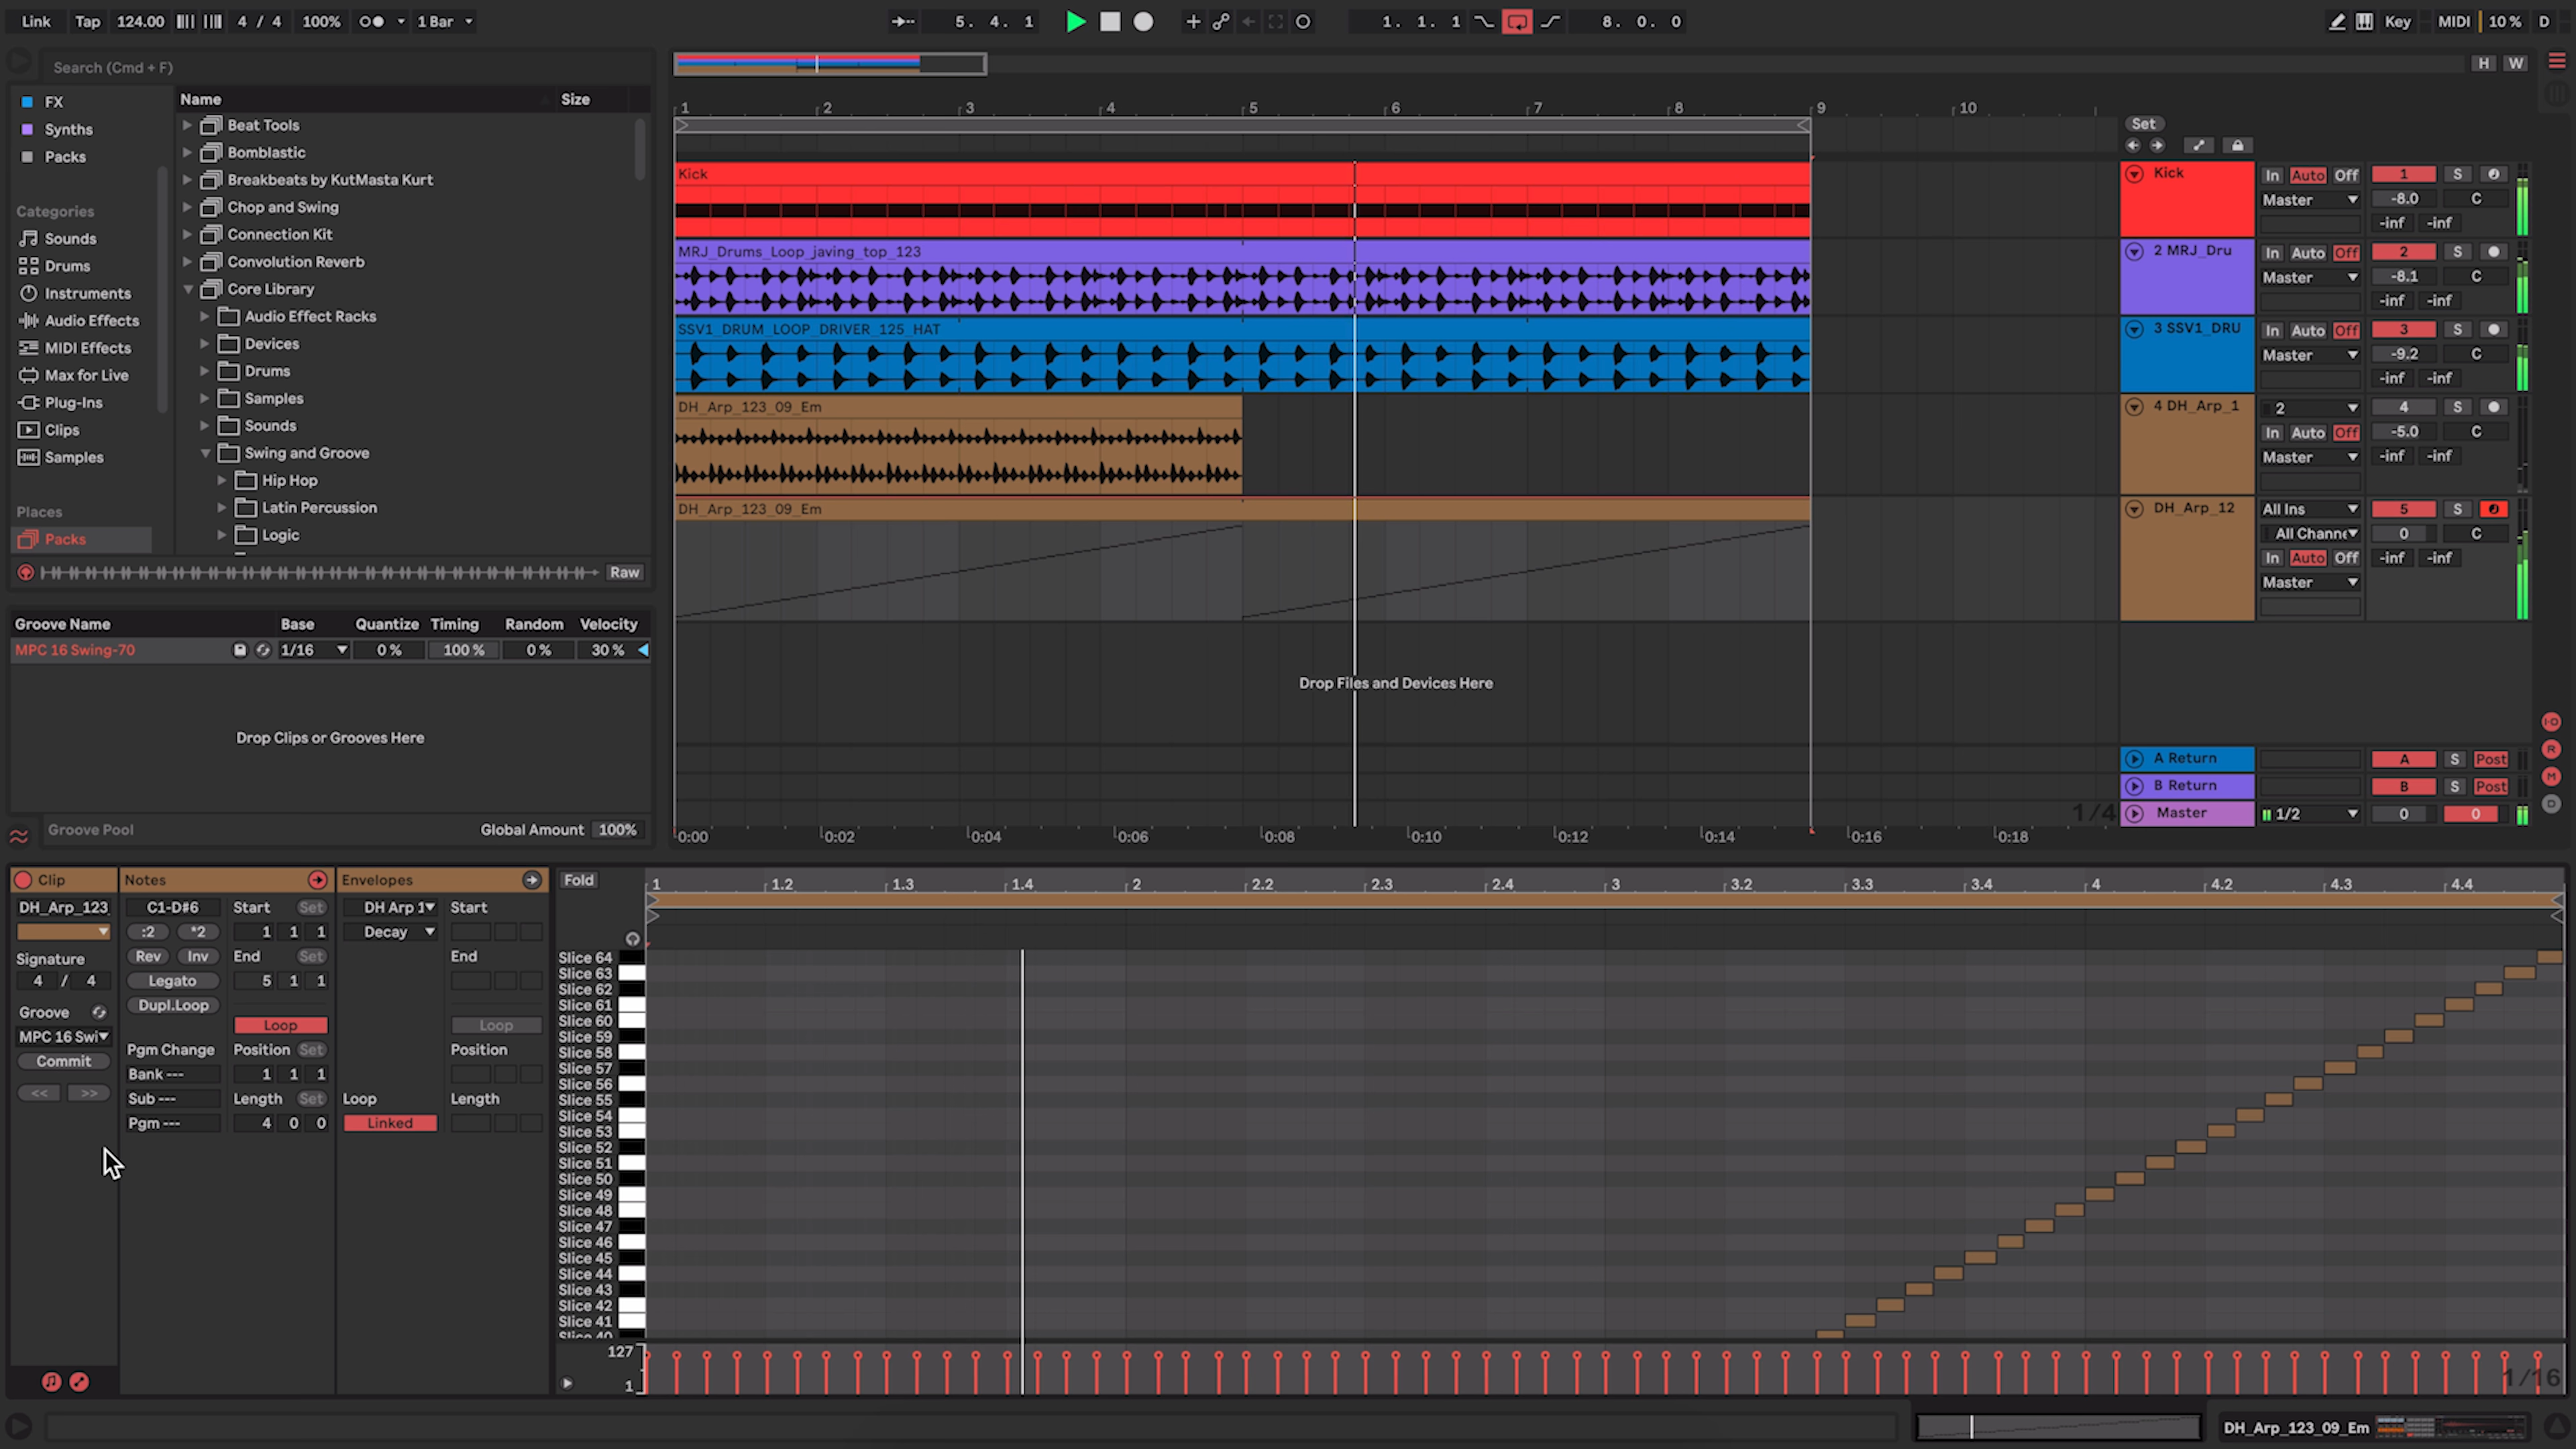 Link Tap 124.00 4 / 4 100% 1 Bar 5. 4. 1 1. 1. 1 8. 0. 0 Key MIDI 10 % D
Search (Cmd + F)
H W
FX
Synths
Packs
Categories
Sounds
Drums
Instruments
Audio Effects
MIDI Effects
Max for Live
Plug-Ins
Clips
Samples
Places
Packs
Name Size
Beat Tools
Bomblastic
Breakbeats by KutMasta Kurt
Chop and Swing
Connection Kit
Convolution Reverb
Core Library
Audio Effect Racks
Devices
Drums
Samples
Sounds
Swing and Groove
Hip Hop
Latin Percussion
Logic
Raw
Groove Name Base Quantize Timing Random Velocity
MPC 16 Swing-70 1/16 0 % 100 % 0 % 30 %
Drop Clips or Grooves Here
Groove Pool Global Amount 100%
1 2 3 4 5 6 7 8 9 10
Set
Kick
MRJ_Drums_Loop_javing_top_123
SSV1_DRUM_LOOP_DRIVER_125_HAT
DH_Arp_123_09_Em
DH_Arp_123_09_Em
Drop Files and Devices Here
1/4
0:00 0:02 0:04 0:06 0:08 0:10 0:12 0:14 0:16 0:18
Kick In Auto Off 1 S
Master -8.0 C
-inf -inf
2 MRJ_Dru In Auto Off 2 S
Master -8.1 C
-inf -inf
3 SSV1_DRU In Auto Off 3 S
Master -9.2 C
-inf -inf
4 DH_Arp_1 2 4 S
In Auto Off -5.0 C
Master -inf -inf
DH_Arp_12 All Ins 5 S
All Channe 0 C
In Auto Off -inf -inf
Master
A Return A S Post
B Return B S Post
Master 1/2 0 0
I·D
R
M
D
Clip
DH_Arp_123
Signature
4 / 4
Groove
MPC 16 Swi
Commit
<< >>
Notes
C1-D#6 Start Set
:2 *2 1 1 1
Rev Inv End Set
Legato 5 1 1
Dupl.Loop
Loop
Pgm Change Position Set
Bank --- 1 1 1
Sub --- Length Set
Pgm --- 4 0 0
Envelopes
DH Arp 1 Start
Decay
End
Loop
Position
Loop Length
Linked
Fold 1 1.2 1.3 1.4 2 2.2 2.3 2.4 3 3.2 3.3 3.4 4 4.2 4.3 4.4
Slice 64
Slice 63
Slice 62
Slice 61
Slice 60
Slice 59
Slice 58
Slice 57
Slice 56
Slice 55
Slice 54
Slice 53
Slice 52
Slice 51
Slice 50
Slice 49
Slice 48
Slice 47
Slice 46
Slice 45
Slice 44
Slice 43
Slice 42
Slice 41
Slice 40
127
1
1/16
DH_Arp_123_09_Em